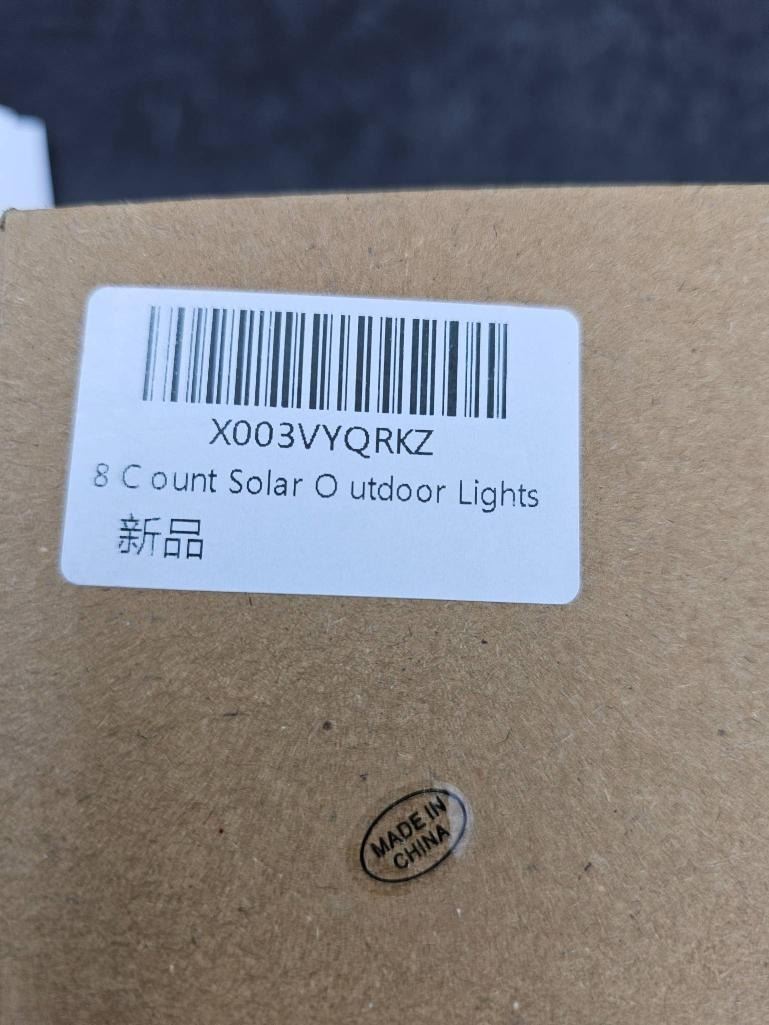 X003VYQRKZ
8 C ount Solar O utdoor Lights
新品
MADE IN
CHINA